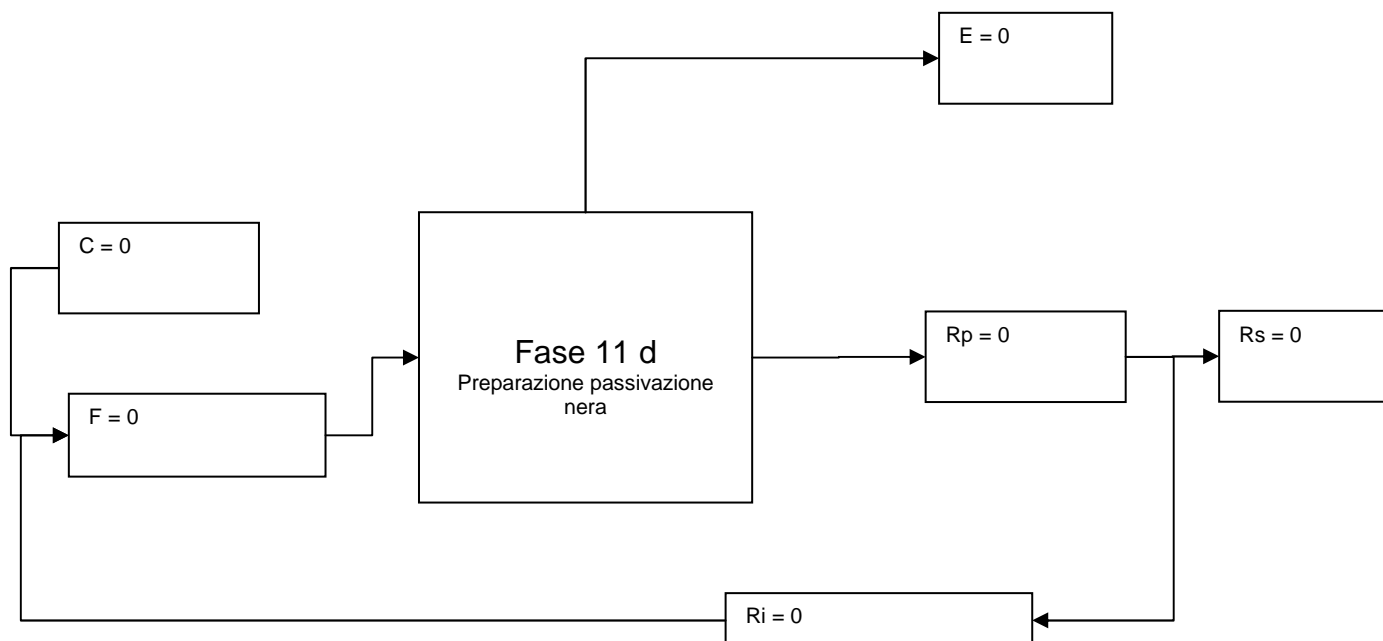 E = 0
C = 0
Fase 11 d
Preparazione passivazione
nera
Rp = 0
Rs = 0
F = 0
Ri = 0